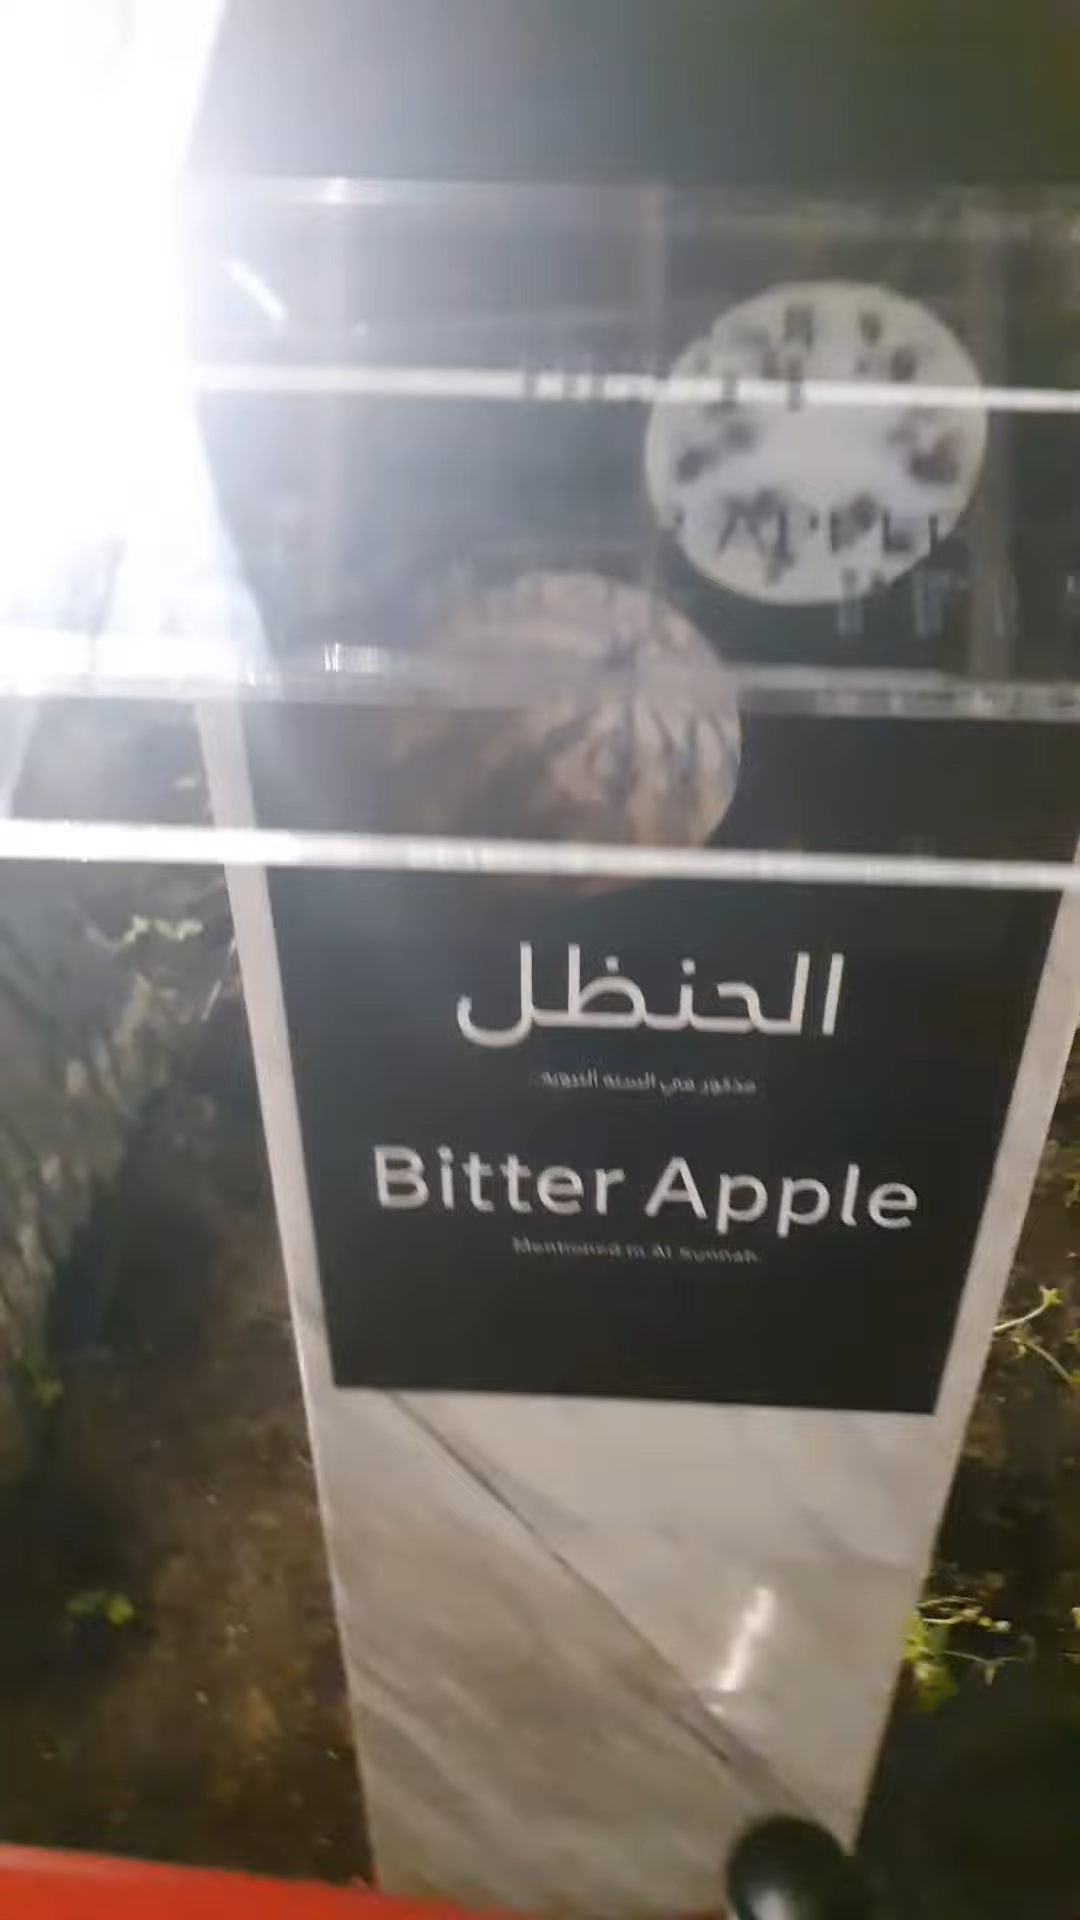 الحنظل
مذكور في السنة النبوية
Bitter Apple
Mentioned in Al Sunnah.